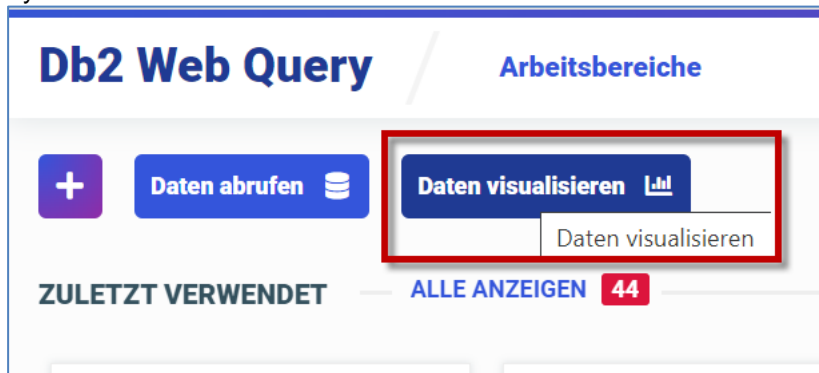 Db2 Web Query Arbeitsbereiche
+ Daten abrufen Daten visualisieren
Daten visualisieren
ZULETZT VERWENDET ALLE ANZEIGEN 44